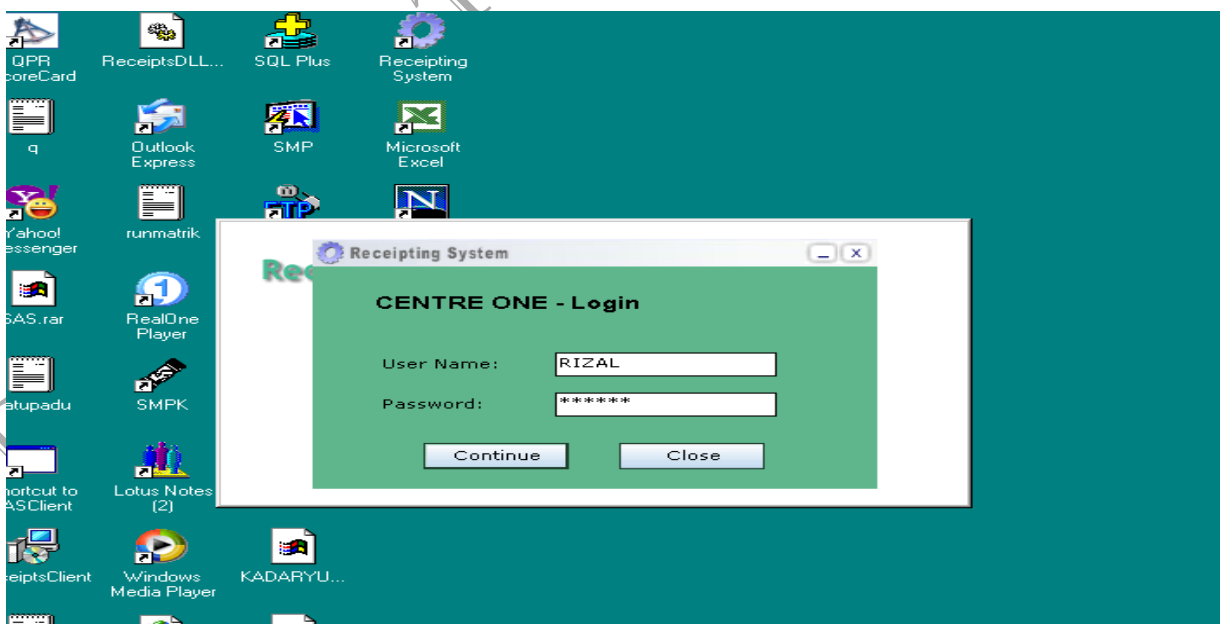 QPR
coreCard
ReceiptsDLL...
SQL Plus
Receipting
System
q
Outlook
Express
SMP
Microsoft
Excel
Yahoo!
essenger
runmatrik
FTP
N
Rec
Receipting System
CENTRE ONE - Login
User Name:
RIZAL
Password:
******
Continue
Close
SAS.rar
RealOne
Player
atupadu
SMPK
hortcut to
ASClient
Lotus Notes
(2)
eiptsClient
Windows
Media Player
KADARYU...